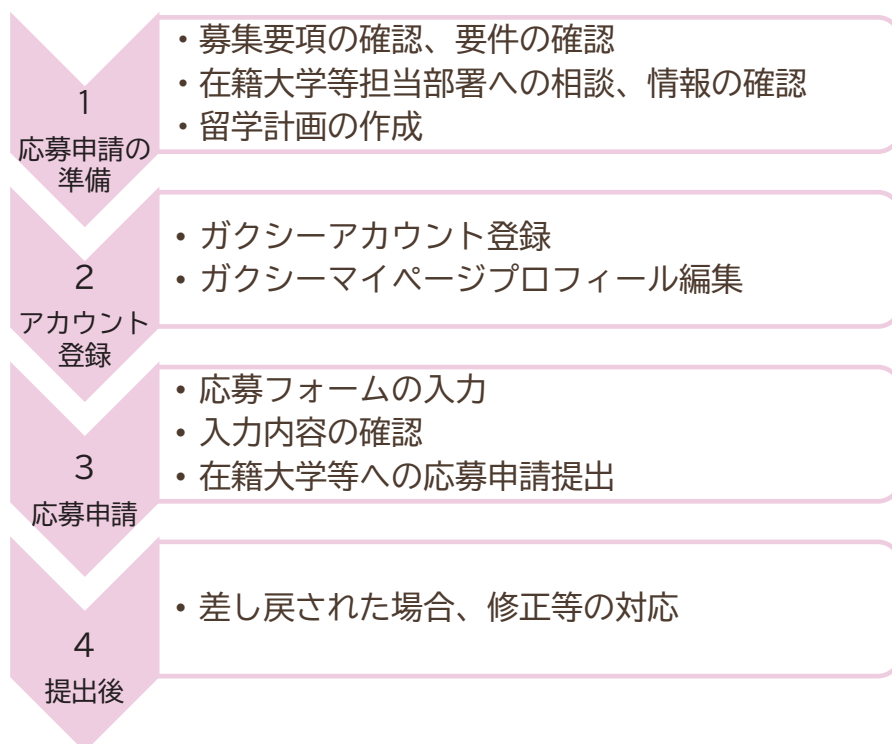 1
応募申請の
準備
・募集要項の確認、要件の確認
・在籍大学等担当部署への相談、情報の確認
・留学計画の作成
2
アカウント
登録
• ガクシーアカウント登録
• ガクシーマイページプロフィール編集
3
応募申請
• 応募フォームの入力
• 入力内容の確認
• 在籍大学等への応募申請提出
4
提出後
• 差し戻された場合、修正等の対応